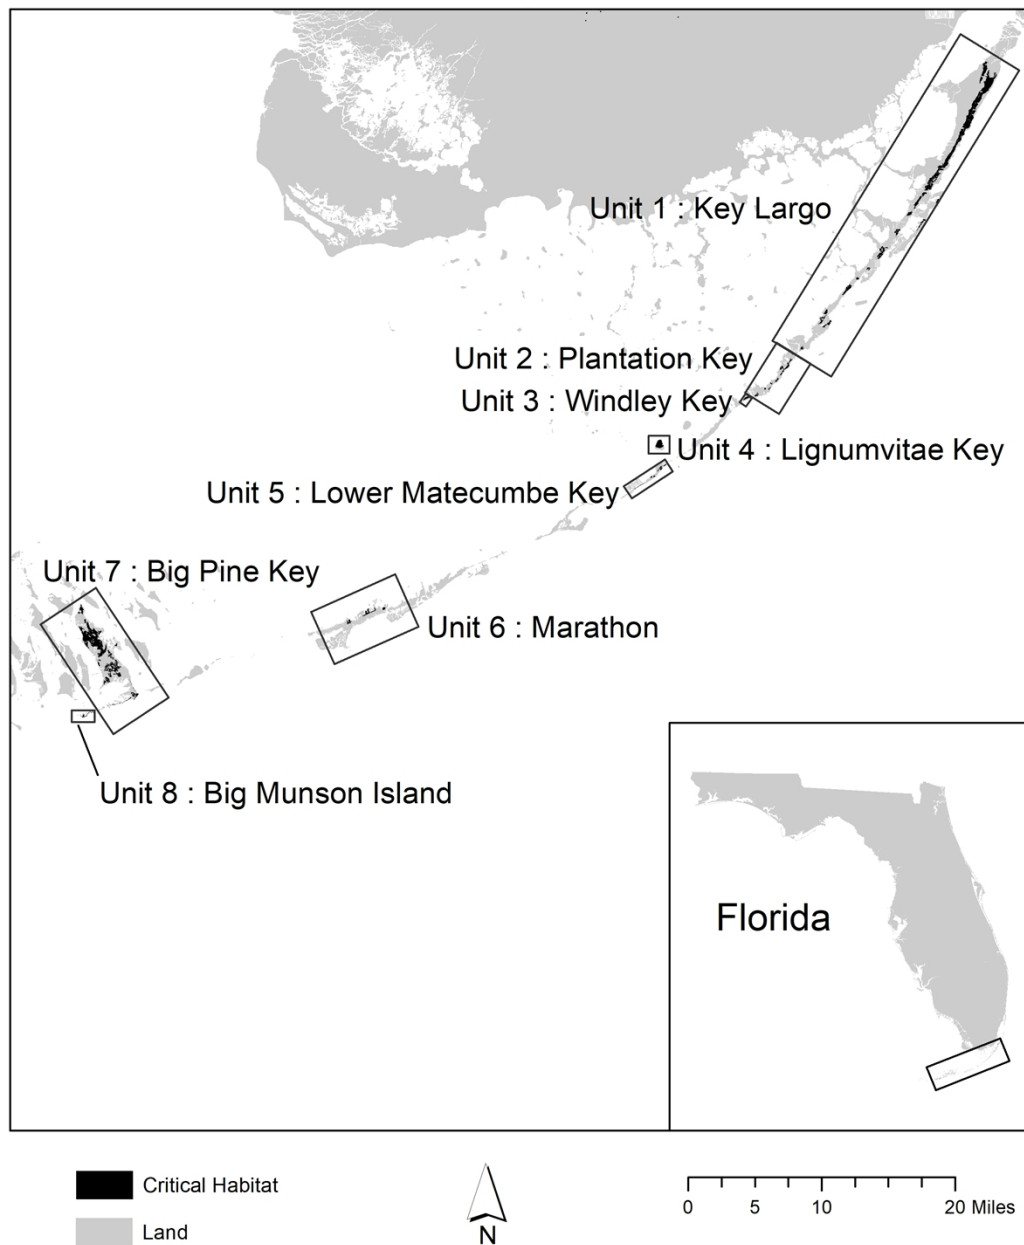 Unit 1 : Key Largo
Unit 2 : Plantation Key
Unit 3 : Windley Key
Unit 4 : Lignumvitae Key
Unit 5 : Lower Matecumbe Key
Unit 7 : Big Pine Key
Unit 6 : Marathon
Unit 8 : Big Munson Island
Florida
Critical Habitat
Land
N
0 5 10 20 Miles